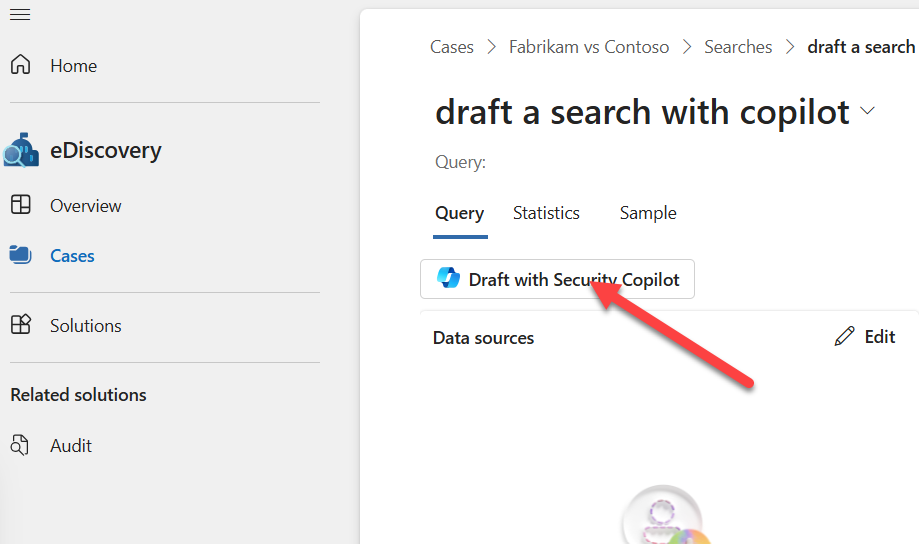 Home
eDiscovery
Overview
Cases
Solutions
Related solutions
Audit
Cases > Fabrikam vs Contoso > Searches > draft a search
draft a search with copilot
Query:
Query Statistics Sample
Draft with Security Copilot
Data sources Edit